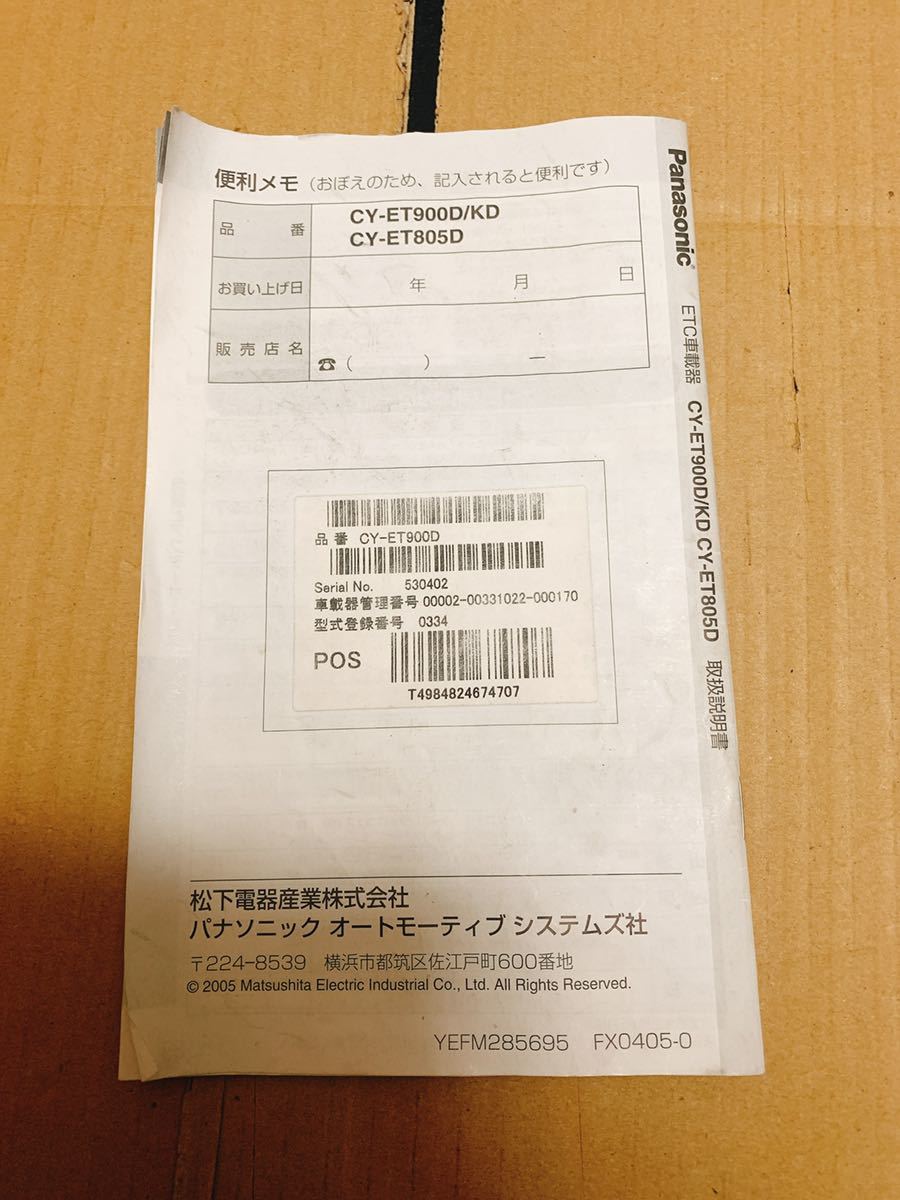 便利メモ（おぼえのため、記入されると便利です）
品番 CY-ET900D/KD
CY-ET805D
お買い上げ日 年 月 日
販売店名 ☎（ ） ー
品番 CY-ET900D
Serial No. 530402
車載器管理番号 00002-00331022-000170
型式登録番号 0334
POS
T4984824674707
松下電器産業株式会社
パナソニック オートモーティブ システムズ社
〒224-8539 横浜市都筑区佐江戸町600番地
© 2005 Matsushita Electric Industrial Co., Ltd. All Rights Reserved.
YEFM285695 FX0405-0
Panasonic ETC車載器 CY-ET900D/KD CY-ET805D 取扱説明書